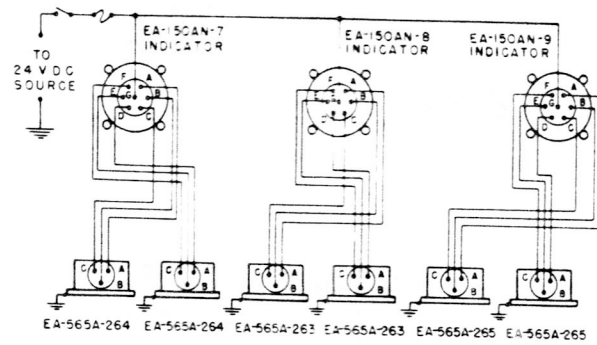 TO
24 V.DC
SOURCE
EA-150AN-7
INDICATOR
EA-150AN-8
INDICATOR
EA-150AN-9
INDICATOR
F A
E G B
D C
F A
E G B
D C
C A
B
C A
B
C A
B
C A
B
C A
B
C A
B
EA-565A-264 EA-565A-264 EA-565A-263 EA-565A-263 EA-565A-265 EA-565A-265